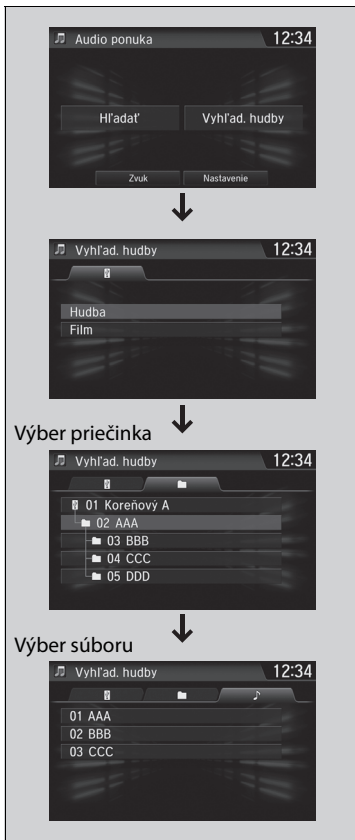 Audio ponuka 12:34
Hľadať Vyhľad. hudby
Zvuk Nastavenie
Vyhľad. hudby 12:34
Hudba
Film
Výber priečinka
Vyhľad. hudby 12:34
01 Koreňový A
02 AAA
03 BBB
04 CCC
05 DDD
Výber súboru
Vyhľad. hudby 12:34
01 AAA
02 BBB
03 CCC